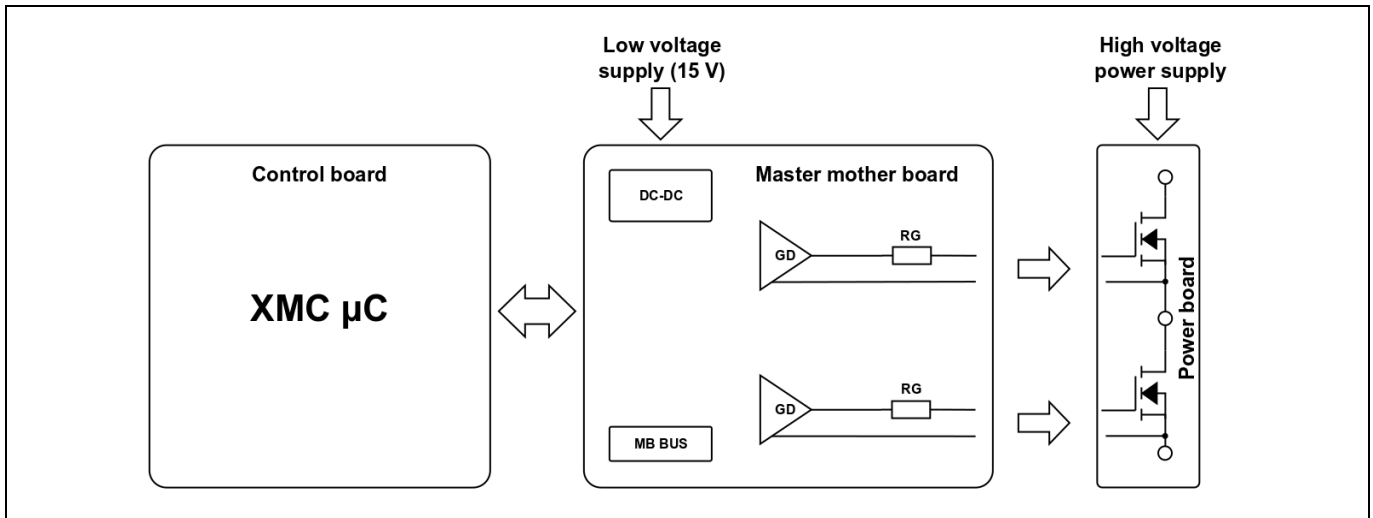 Low voltage
supply (15 V)
High voltage
power supply
Control board
XMC µC
Master mother board
DC-DC
GD
RG
GD
RG
MB BUS
Power board